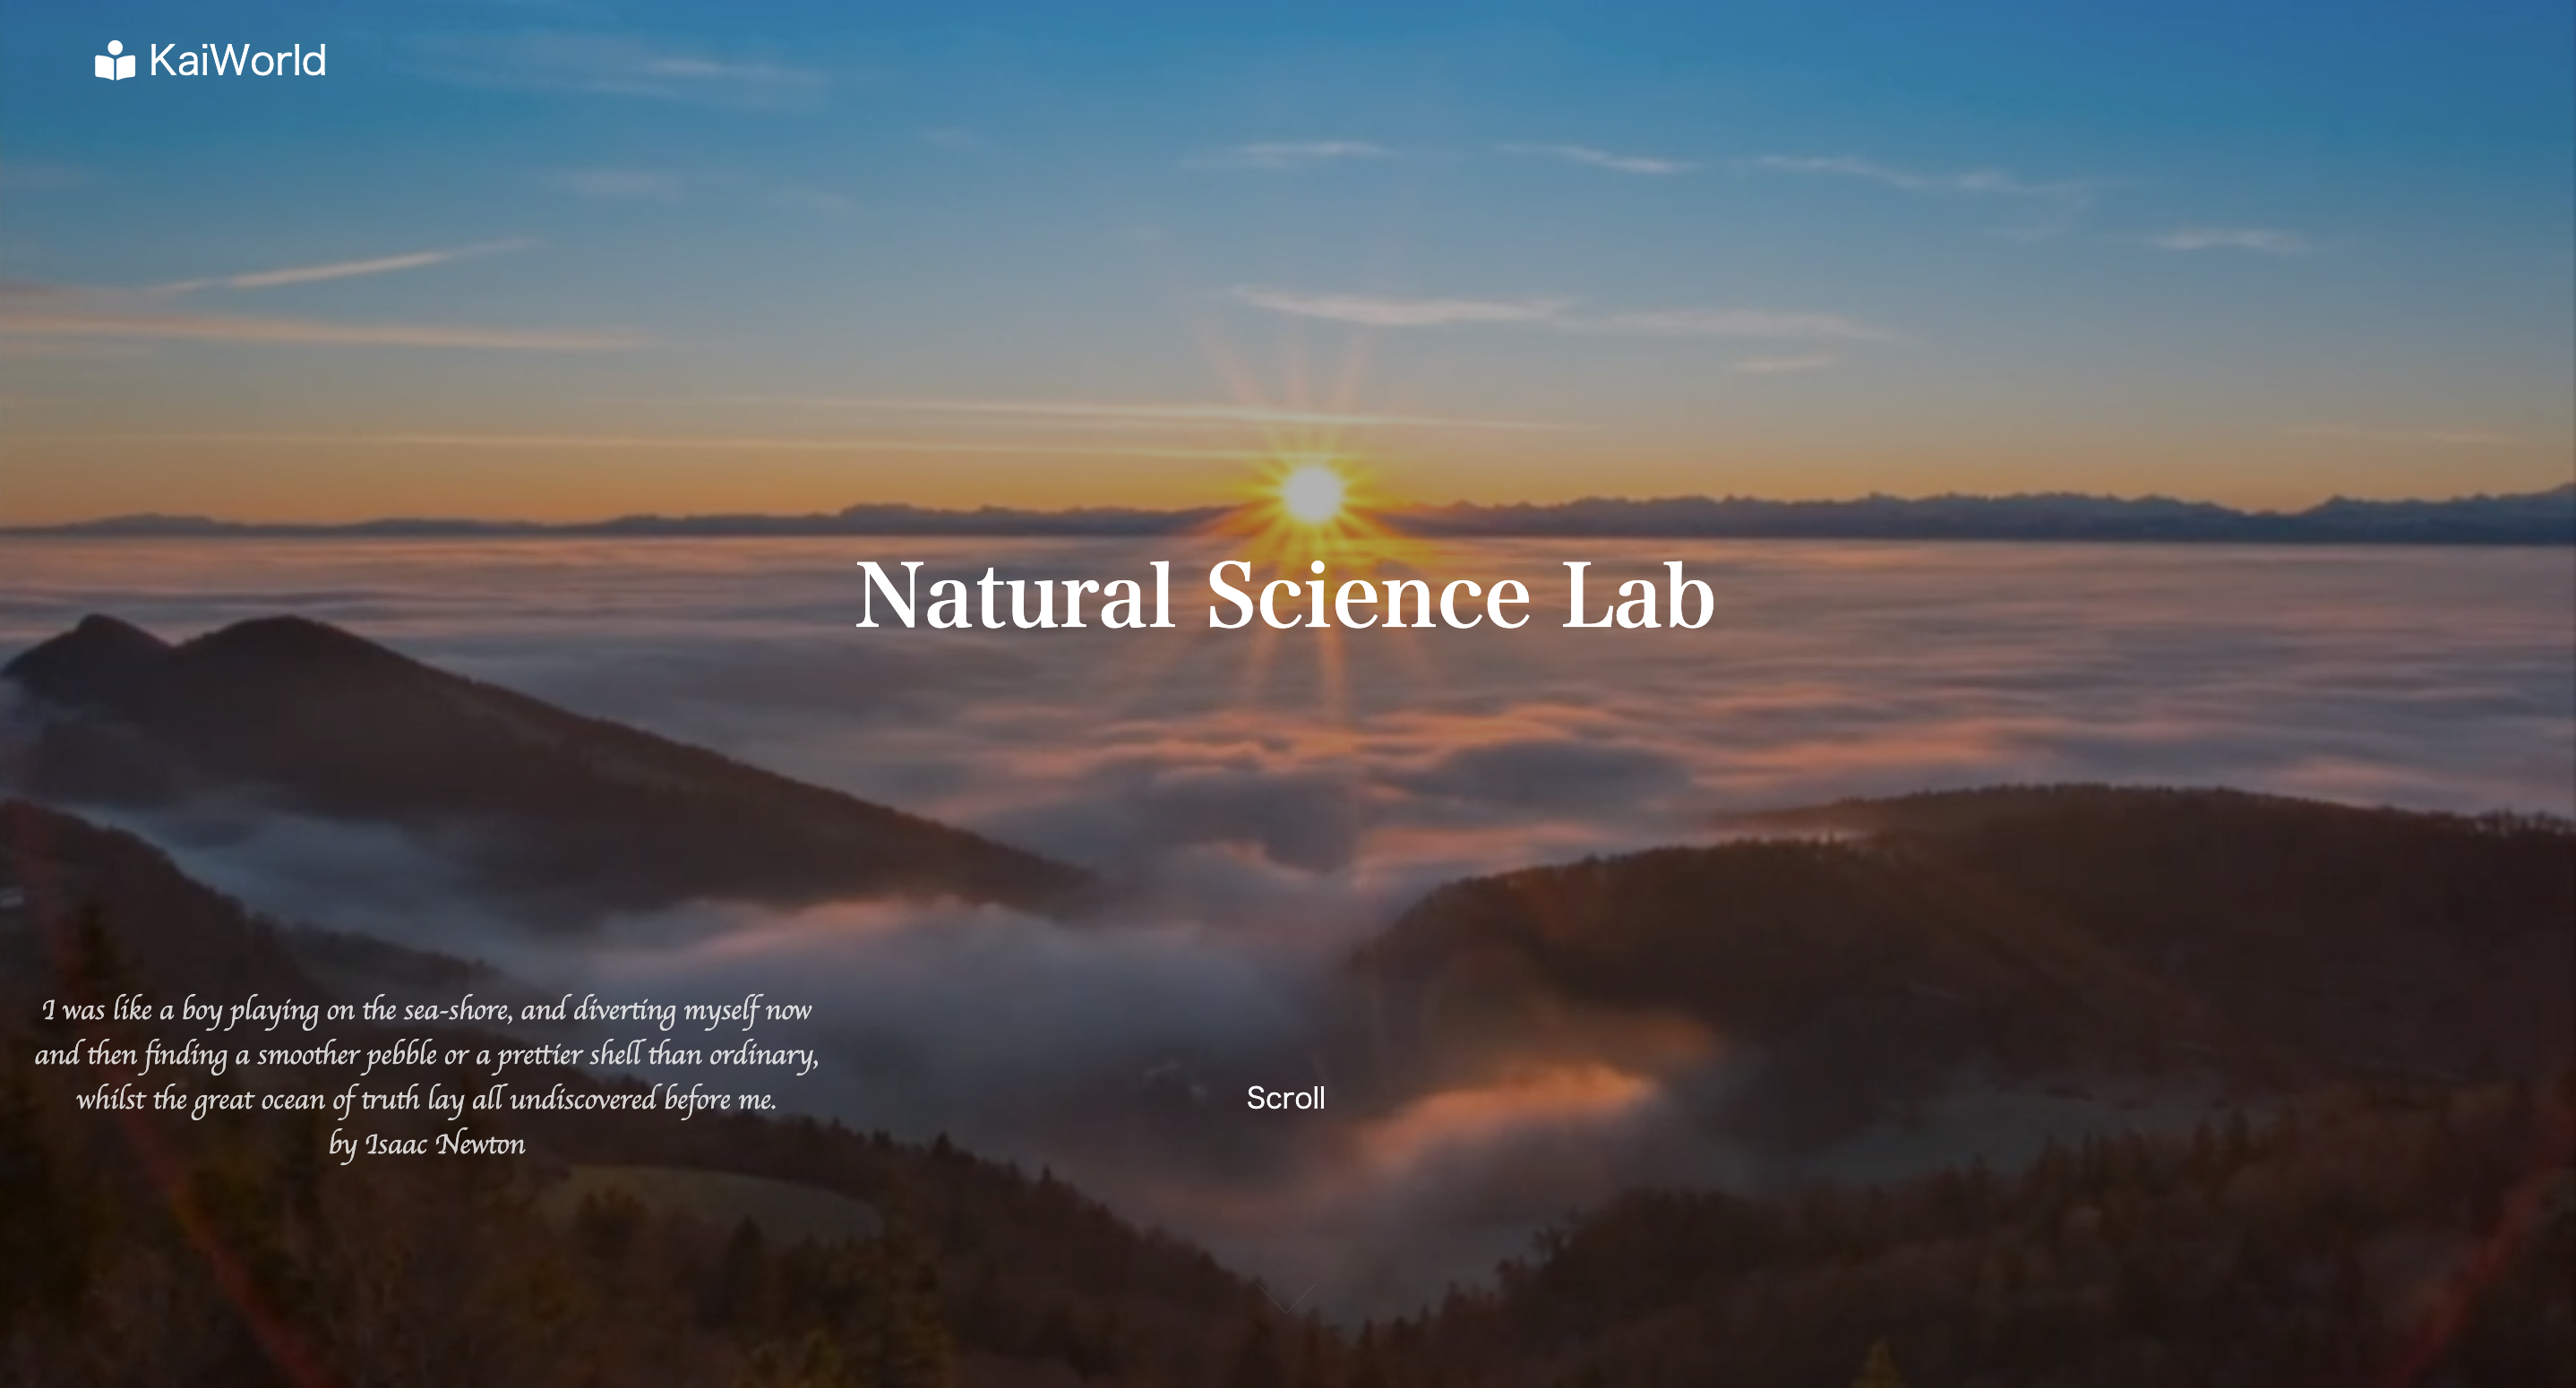 KaiWorld
Natural Science Lab
I was like a boy playing on the sea-shore, and diverting myself now
and then finding a smoother pebble or a prettier shell than ordinary,
whilst the great ocean of truth lay all undiscovered before me.
by Isaac Newton
Scroll